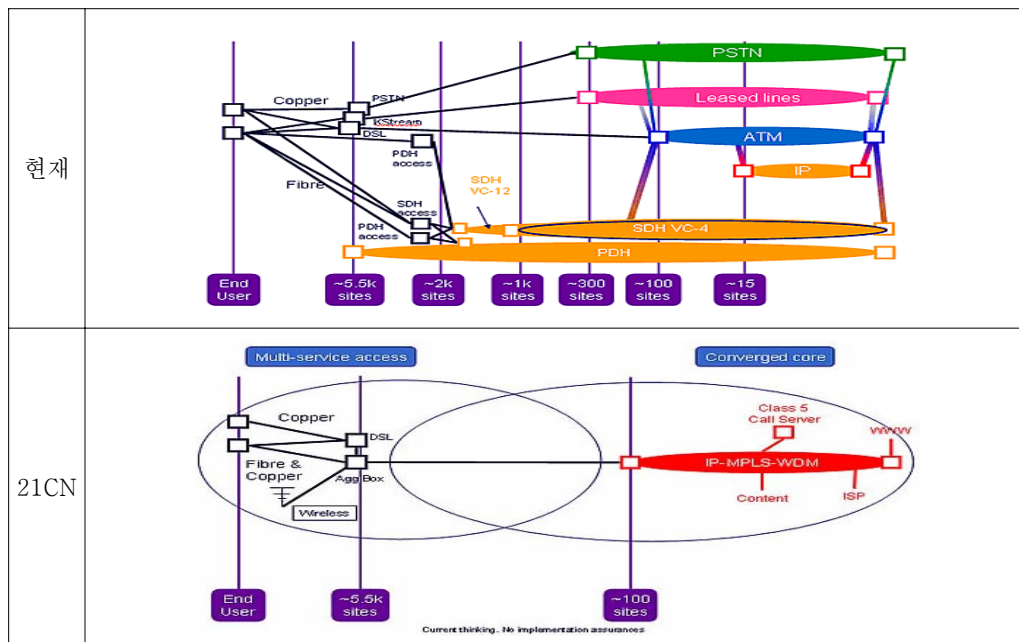 현재
PSTN
Copper
PSTN
Leased lines
KStream
DSL
ATM
PDH
access
IP
Fibre
SDH
VC-12
SDH
access
PDH
access
SDH VC-4
PDH
End
User
~5.5k
sites
~2k
sites
~1k
sites
~300
sites
~100
sites
~15
sites
21CN
Multi-service access
Converged core
Copper
Class 5
Call Server
DSL
WWW
Fibre &
Copper
Agg Box
IP-MPLS-WDM
Wireless
Content
ISP
End
User
~5.5k
sites
~100
sites
Current thinking. No implementation assurances